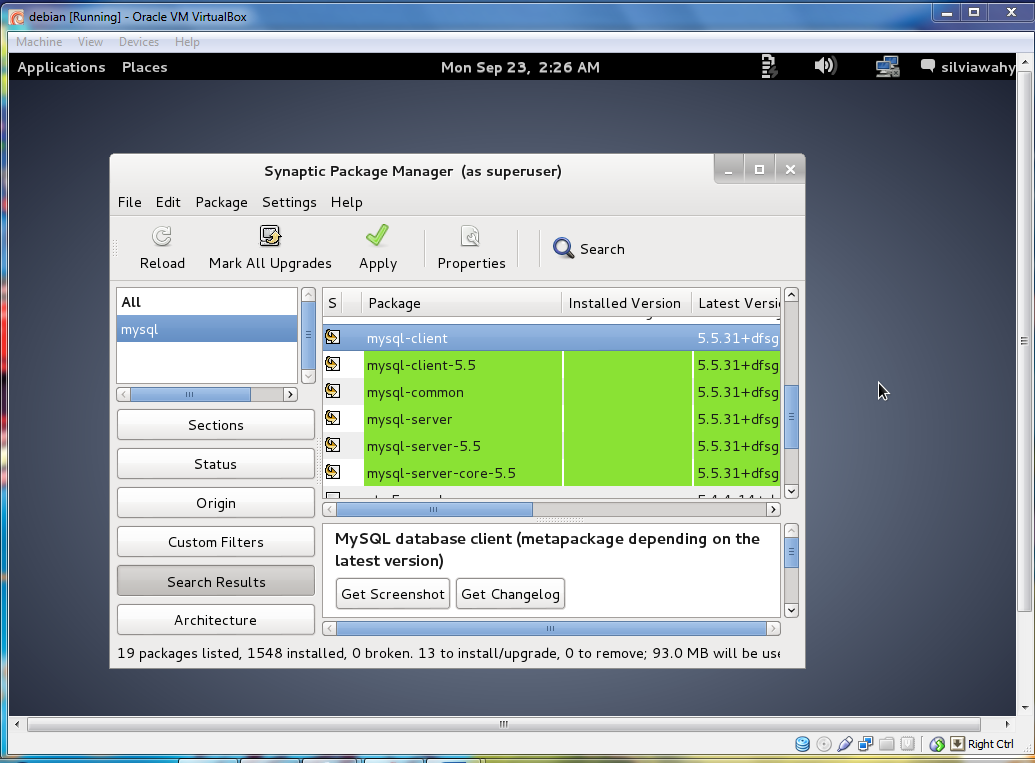 debian [Running] - Oracle VM VirtualBox
Machine View Devices Help
Applications Places Mon Sep 23, 2:26 AM silviawahy
Synaptic Package Manager (as superuser)
File Edit Package Settings Help
Reload Mark All Upgrades Apply Properties Search
All
mysql
S Package Installed Version Latest Versi
mysql-client 5.5.31+dfsg
mysql-client-5.5 5.5.31+dfsg
mysql-common 5.5.31+dfsg
mysql-server 5.5.31+dfsg
mysql-server-5.5 5.5.31+dfsg
mysql-server-core-5.5 5.5.31+dfsg
Sections
Status
Origin
Custom Filters
Search Results
Architecture
MySQL database client (metapackage depending on the
latest version)
Get Screenshot Get Changelog
19 packages listed, 1548 installed, 0 broken. 13 to install/upgrade, 0 to remove; 93.0 MB will be use
Right Ctrl